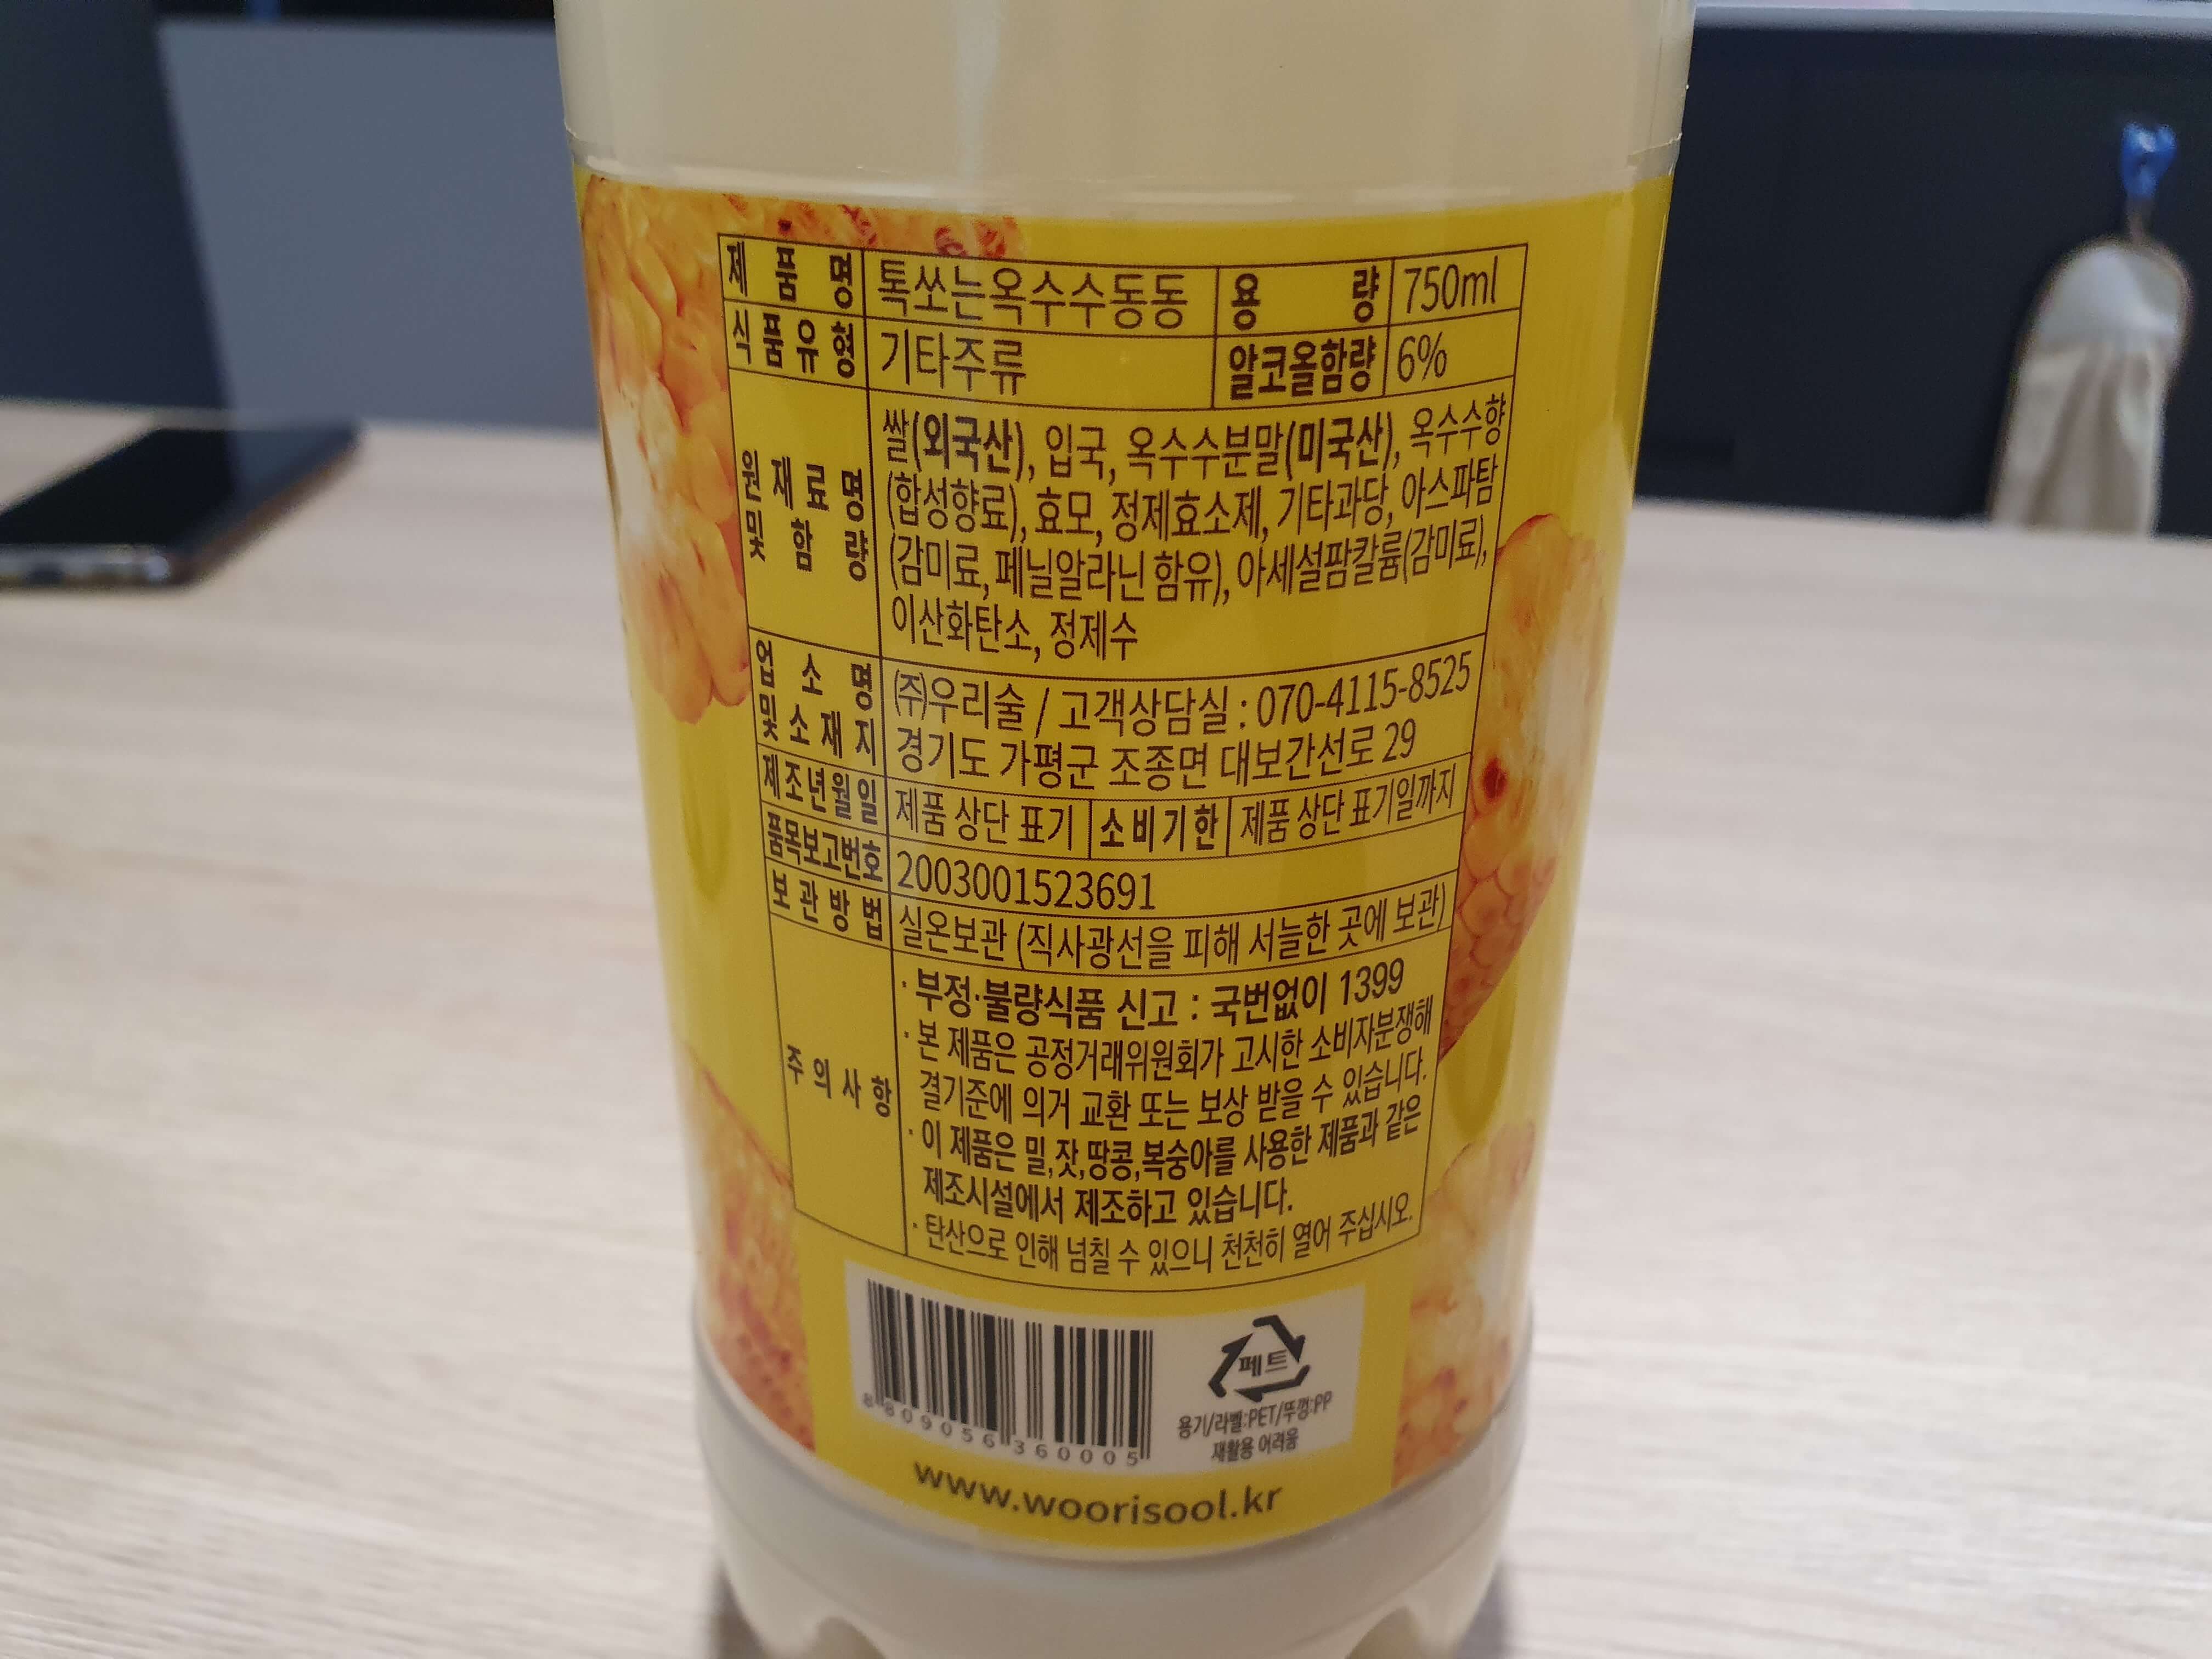 제품명 톡쏘는옥수수동동 용량 750ml
식품유형 기타주류 알코올함량 6%
원재료명 및 함량
쌀(외국산), 입국, 옥수수분말(미국산), 옥수수향
(합성향료), 효모, 정제효소제, 기타과당, 아스파탐
(감미료, 페닐알라닌 함유), 아세설팜칼륨(감미료),
이산화탄소, 정제수
업소명 및 소재지
(주)우리술 / 고객상담실 : 070-4115-8525
경기도 가평군 조종면 대보간선로 29
제조년월일 제품 상단 표기 소비기한 제품 상단 표기일까지
품목보고번호 2003001523691
보관방법 실온보관 (직사광선을 피해 서늘한 곳에 보관)
주의사항
· 부정·불량식품 신고 : 국번없이 1399
· 본 제품은 공정거래위원회가 고시한 소비자분쟁해
결기준에 의거 교환 또는 보상 받을 수 있습니다.
· 이 제품은 밀,잣,땅콩,복숭아를 사용한 제품과 같은
제조시설에서 제조하고 있습니다.
· 탄산으로 인해 넘칠 수 있으니 천천히 열어 주십시오.
페트
용기/라벨:PET/뚜껑:PP
재활용 어려움
8 809056 360005
www.woorisool.kr